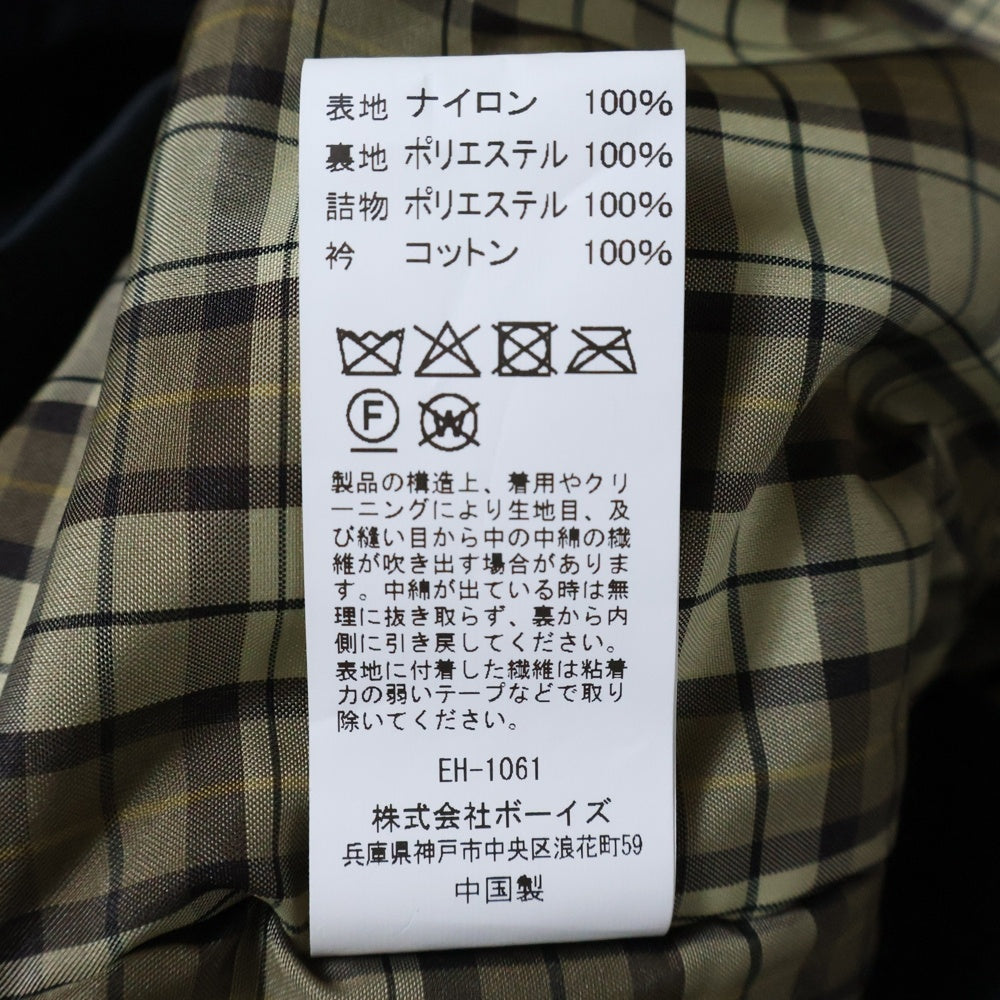 表地 ナイロン 100%
裏地 ポリエステル 100%
詰物 ポリエステル 100%
衿 コットン 100%
F
W
製品の構造上、着用やクリ
ーニングにより生地目、及
び縫い目から中の中綿の繊
維が吹き出す場合がありま
す。中綿が出ている時は無
理に抜き取らず、裏から内
側に引き戻してください。
表地に付着した繊維は粘着
力の弱いテープなどで取り
除いてください。
EH-1061
株式会社ボーイズ
兵庫県神戸市中央区浪花町59
中国製